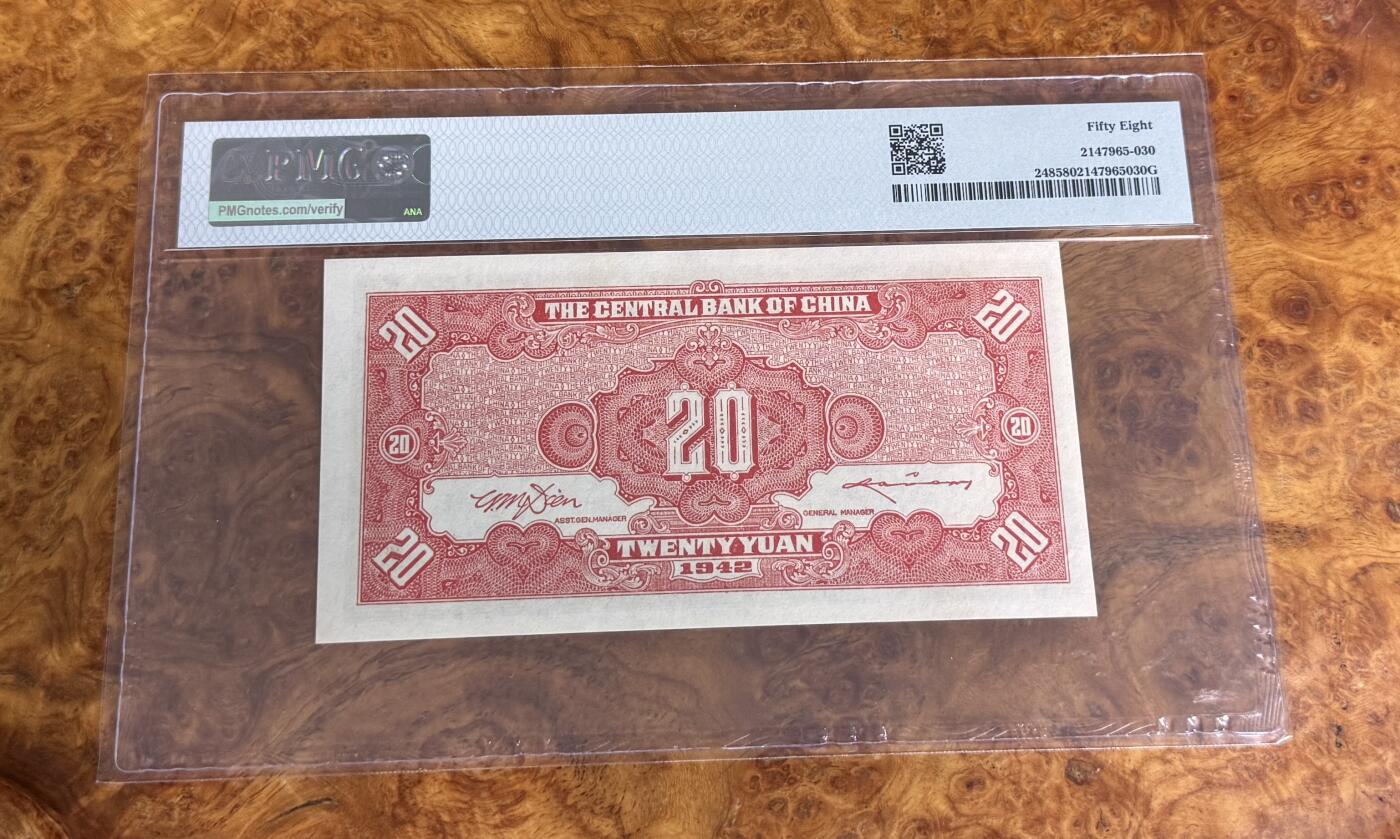 PMG
PMGnotes.com/verify
ANA
Fifty Eight
2147965-030
2485802147965030G
THE CENTRAL BANK OF CHINA
20
20
20
20
20
ASST.GEN.MANAGER
GENERAL MANAGER
20
TWENTY YUAN
20
1942